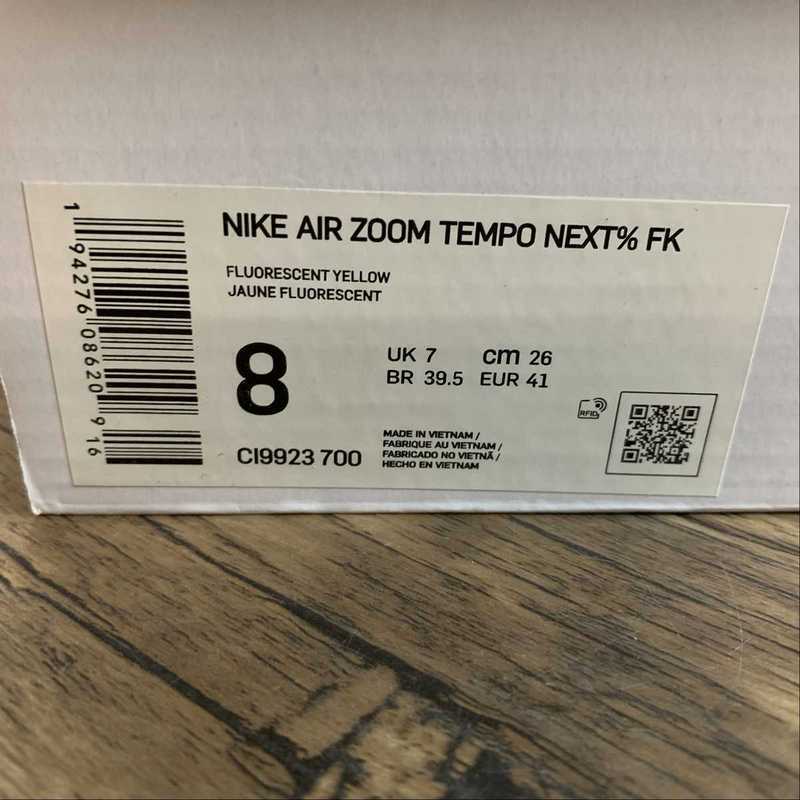 NIKE AIR ZOOM TEMPO NEXT% FK
FLUORESCENT YELLOW
JAUNE FLUORESCENT
8
UK 7 cm 26
BR 39.5 EUR 41
CI9923 700
MADE IN VIETNAM /
FABRIQUE AU VIETNAM /
FABRICADO NO VIETNÃ /
HECHO EN VIETNAM
RFID
1 94276 08620 9 16